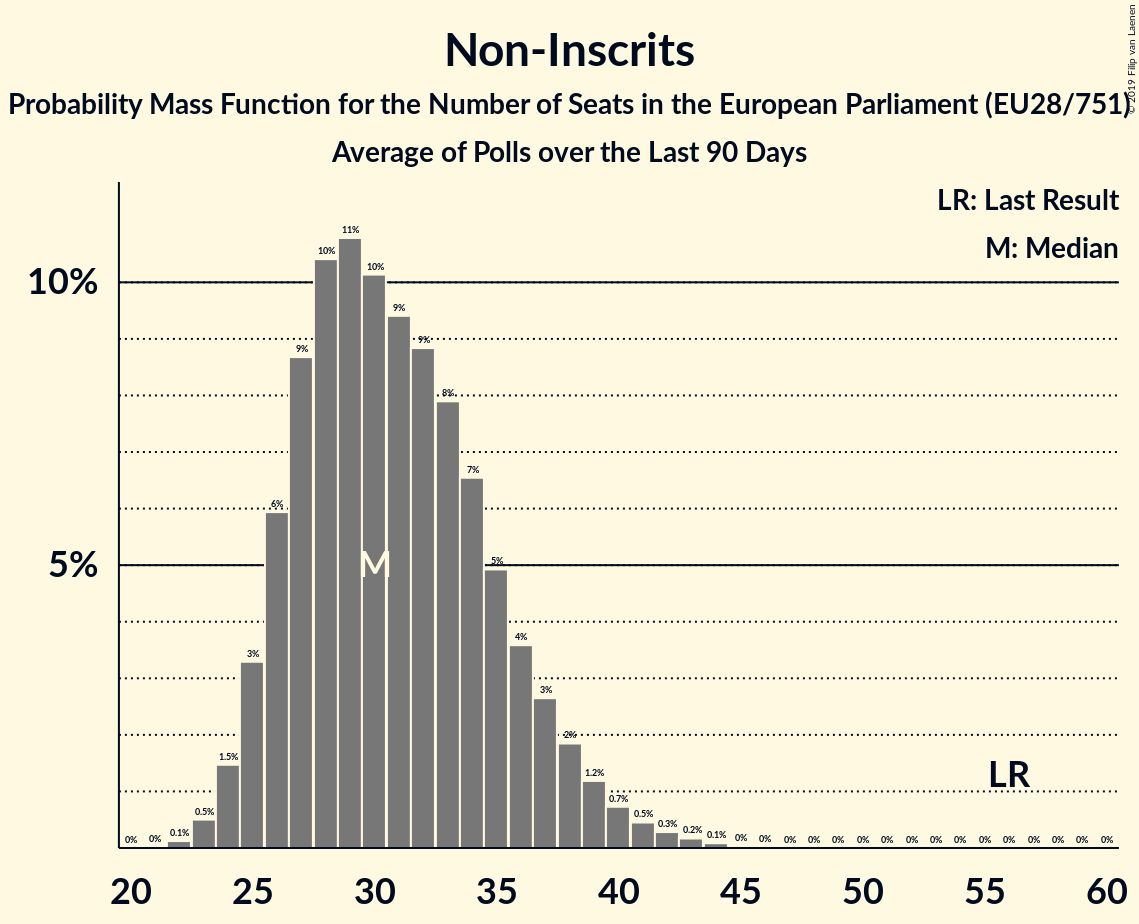 Non-Inscrits
Probability Mass Function for the Number of Seats in the European Parliament (EU28/751)
Average of Polls over the Last 90 Days
© 2019 Filip van Laenen
LR: Last Result
M: Median
10%
5%
0% 0% 0.1% 0.5% 1.5% 3% 6% 9% 10% 11% 10% 9% 9% 8% 7% 5% 4% 3% 2% 1.2% 0.7% 0.5% 0.3% 0.2% 0.1% 0% 0% 0% 0% 0% 0% 0% 0% 0% 0% 0% 0% 0% 0% 0% 0%
M
LR
20 25 30 35 40 45 50 55 60